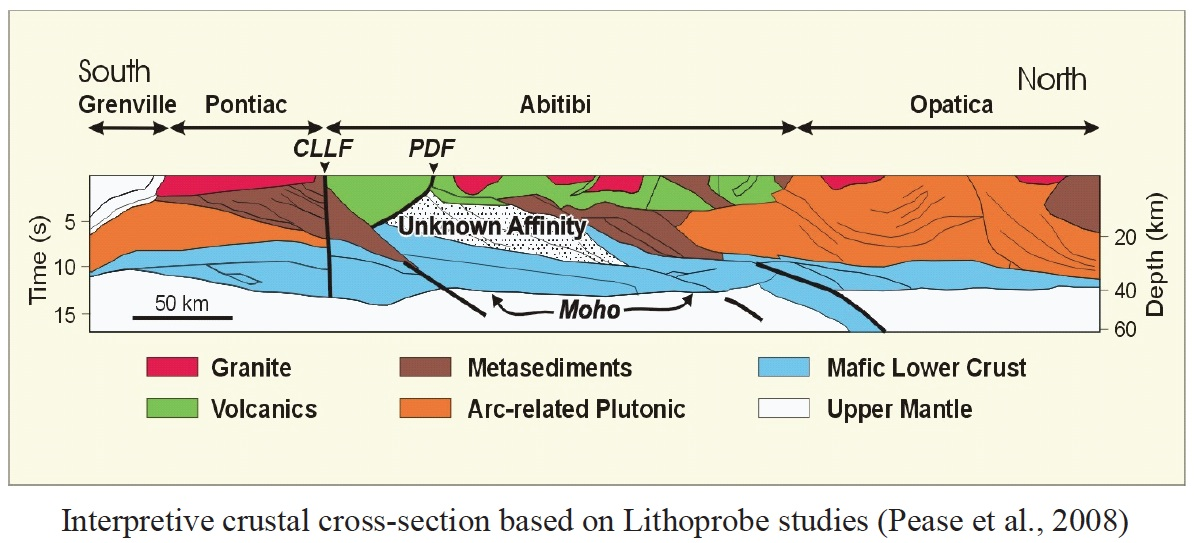 South
North
Grenville Pontiac Abitibi Opatica
CLLF PDF
Unknown Affinity
Time (s)
5
10
15
50 km
Moho
Depth (km)
20
40
60
Granite Metasediments Mafic Lower Crust
Volcanics Arc-related Plutonic Upper Mantle
Interpretive crustal cross-section based on Lithoprobe studies (Pease et al., 2008)